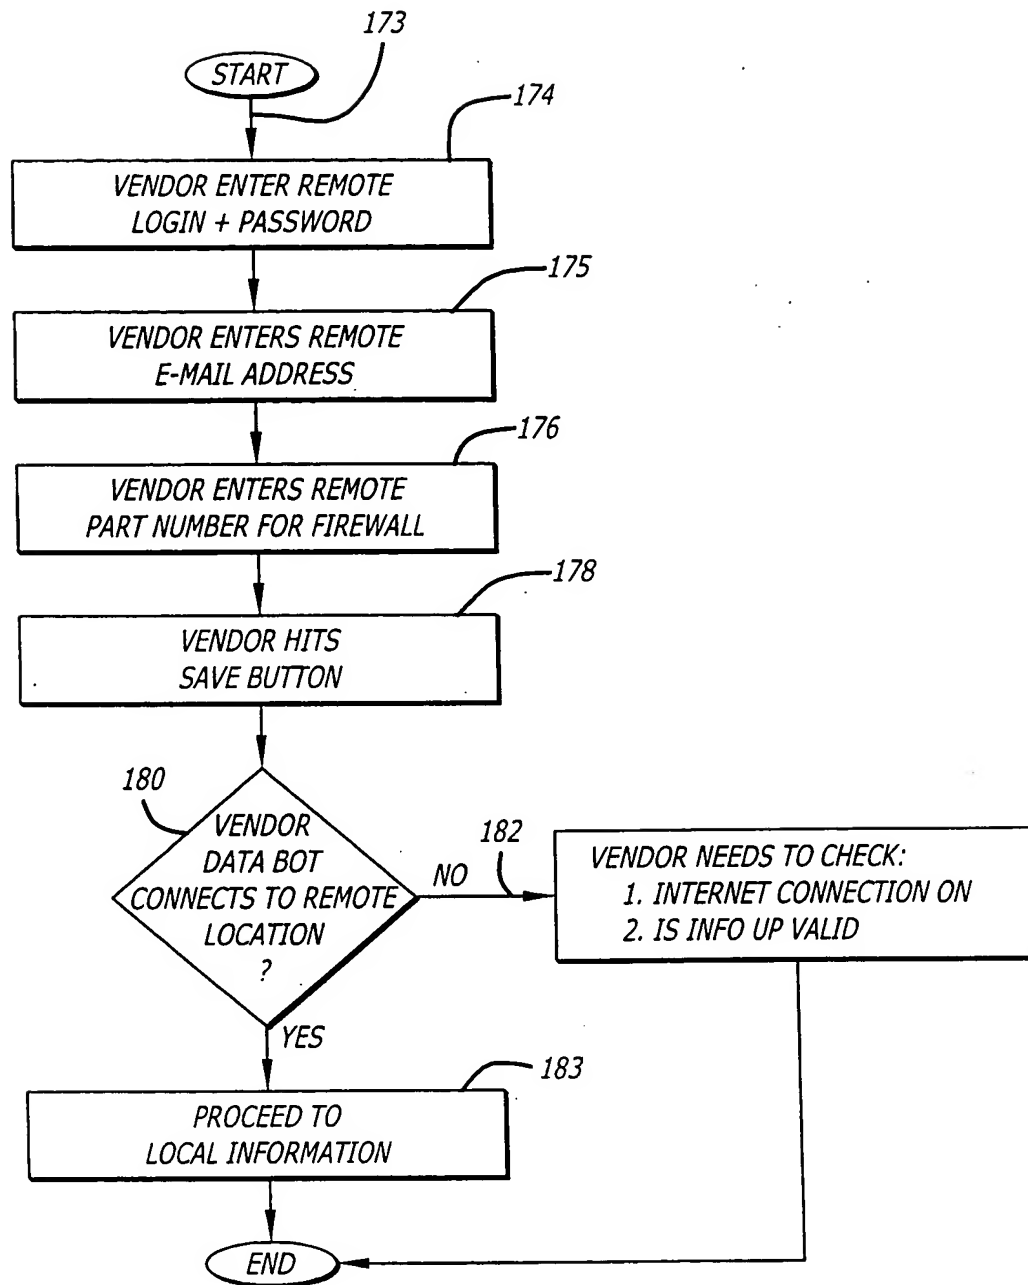 173
START
174
VENDOR ENTER REMOTE
LOGIN + PASSWORD
175
VENDOR ENTERS REMOTE
E-MAIL ADDRESS
176
VENDOR ENTERS REMOTE
PART NUMBER FOR FIREWALL
178
VENDOR HITS
SAVE BUTTON
180
VENDOR
DATA BOT
CONNECTS TO REMOTE
LOCATION
?
NO
182
VENDOR NEEDS TO CHECK:
1. INTERNET CONNECTION ON
2. IS INFO UP VALID
YES
183
PROCEED TO
LOCAL INFORMATION
END